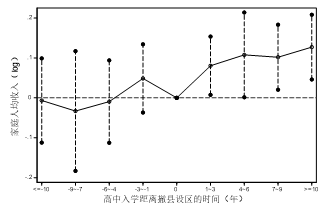 .2
.1
0
-.1
-.2
家庭人均收入（log）
<=-10 -9~-7 -6~-4 -3~-1 0 1~3 4~6 7~9 >=10
高中入学距离撤县设区的时间（年）